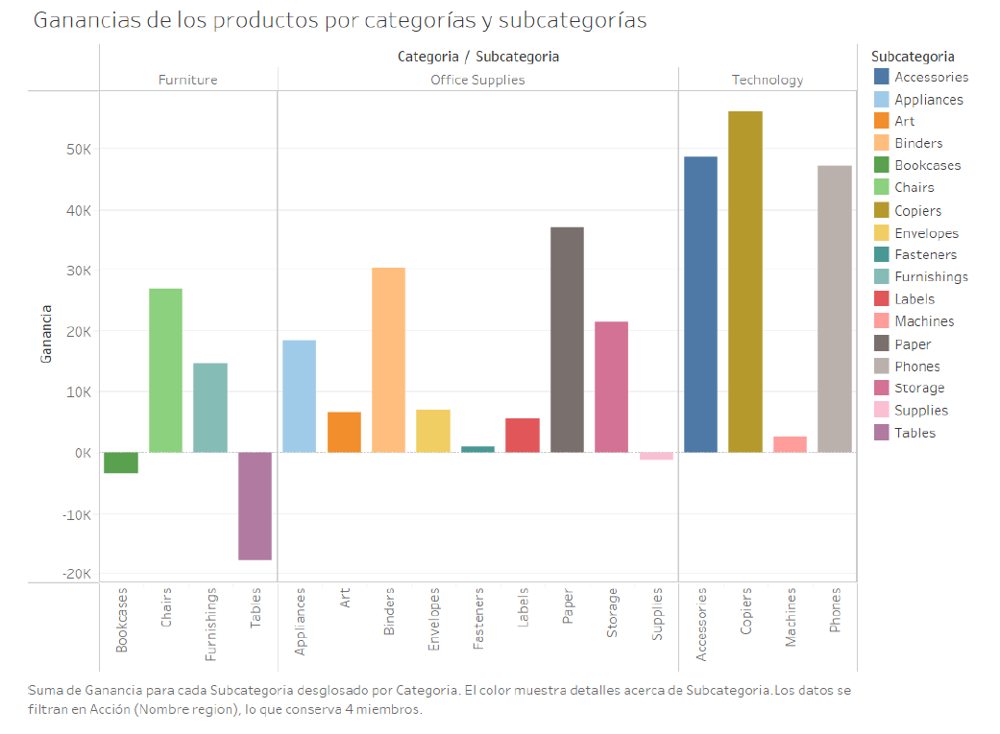 Ganancias de los productos por categorías y subcategorías
Categoria / Subcategoria
Furniture
Office Supplies
Technology
50K
40K
30K
20K
10K
0K
-10K
-20K
Ganancia
Bookcases
Chairs
Furnishings
Tables
Appliances
Art
Binders
Envelopes
Fasteners
Labels
Paper
Storage
Supplies
Accessories
Copiers
Machines
Phones
Subcategoria
Accessories
Appliances
Art
Binders
Bookcases
Chairs
Copiers
Envelopes
Fasteners
Furnishings
Labels
Machines
Paper
Phones
Storage
Supplies
Tables
Suma de Ganancia para cada Subcategoria desglosado por Categoria. El color muestra detalles acerca de Subcategoria.Los datos se
filtran en Acción (Nombre region), lo que conserva 4 miembros.